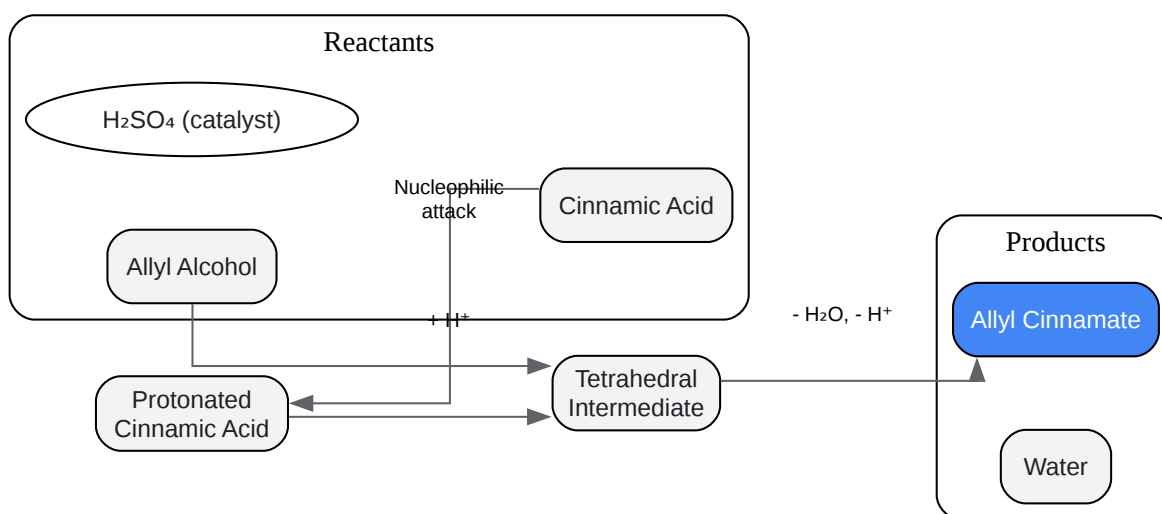 Reactants
H₂SO₄ (catalyst)
Nucleophilic
attack
Cinnamic Acid
Allyl Alcohol
+ H⁺
Protonated
Cinnamic Acid
Tetrahedral
Intermediate
- H₂O, - H⁺
Products
Allyl Cinnamate
Water